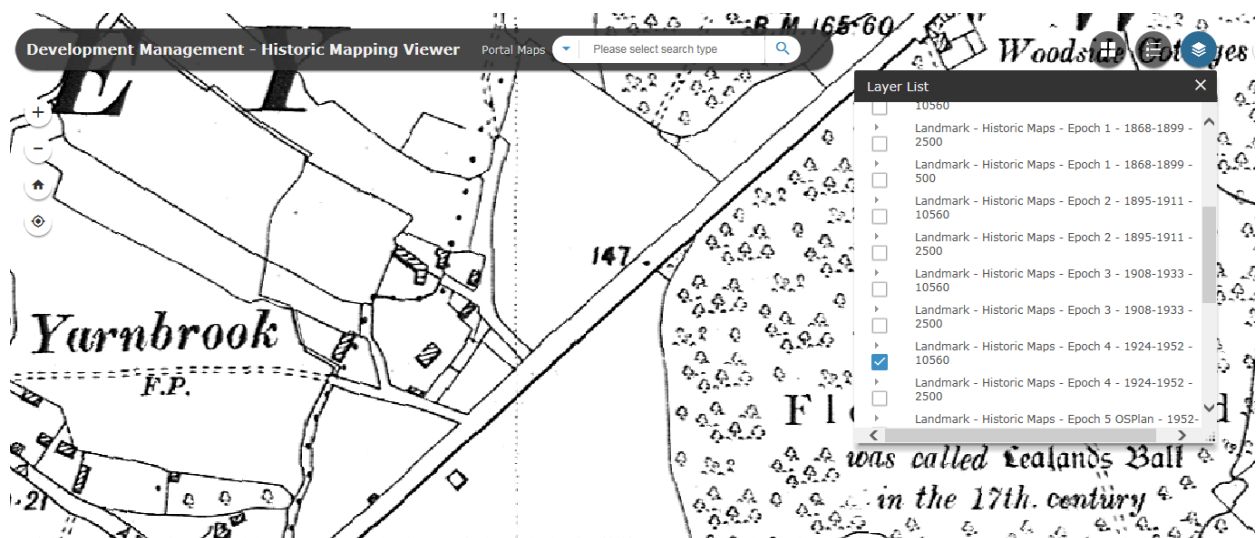 B.M. 165·60
Development Management - Historic Mapping Viewer
Portal Maps
Please select search type
E Y
Woodside Cottages
Layer List
10560
Landmark - Historic Maps - Epoch 1 - 1868-1899 -
2500
Landmark - Historic Maps - Epoch 1 - 1868-1899 -
500
Landmark - Historic Maps - Epoch 2 - 1895-1911 -
10560
Landmark - Historic Maps - Epoch 2 - 1895-1911 -
2500
Landmark - Historic Maps - Epoch 3 - 1908-1933 -
10560
Landmark - Historic Maps - Epoch 3 - 1908-1933 -
2500
Landmark - Historic Maps - Epoch 4 - 1924-1952 -
10560
Landmark - Historic Maps - Epoch 4 - 1924-1952 -
2500
Landmark - Historic Maps - Epoch 5 OSPlan - 1952-
147
Yarnbrook
F.P.
was called Lealands Ball
in the 17th. century
·21